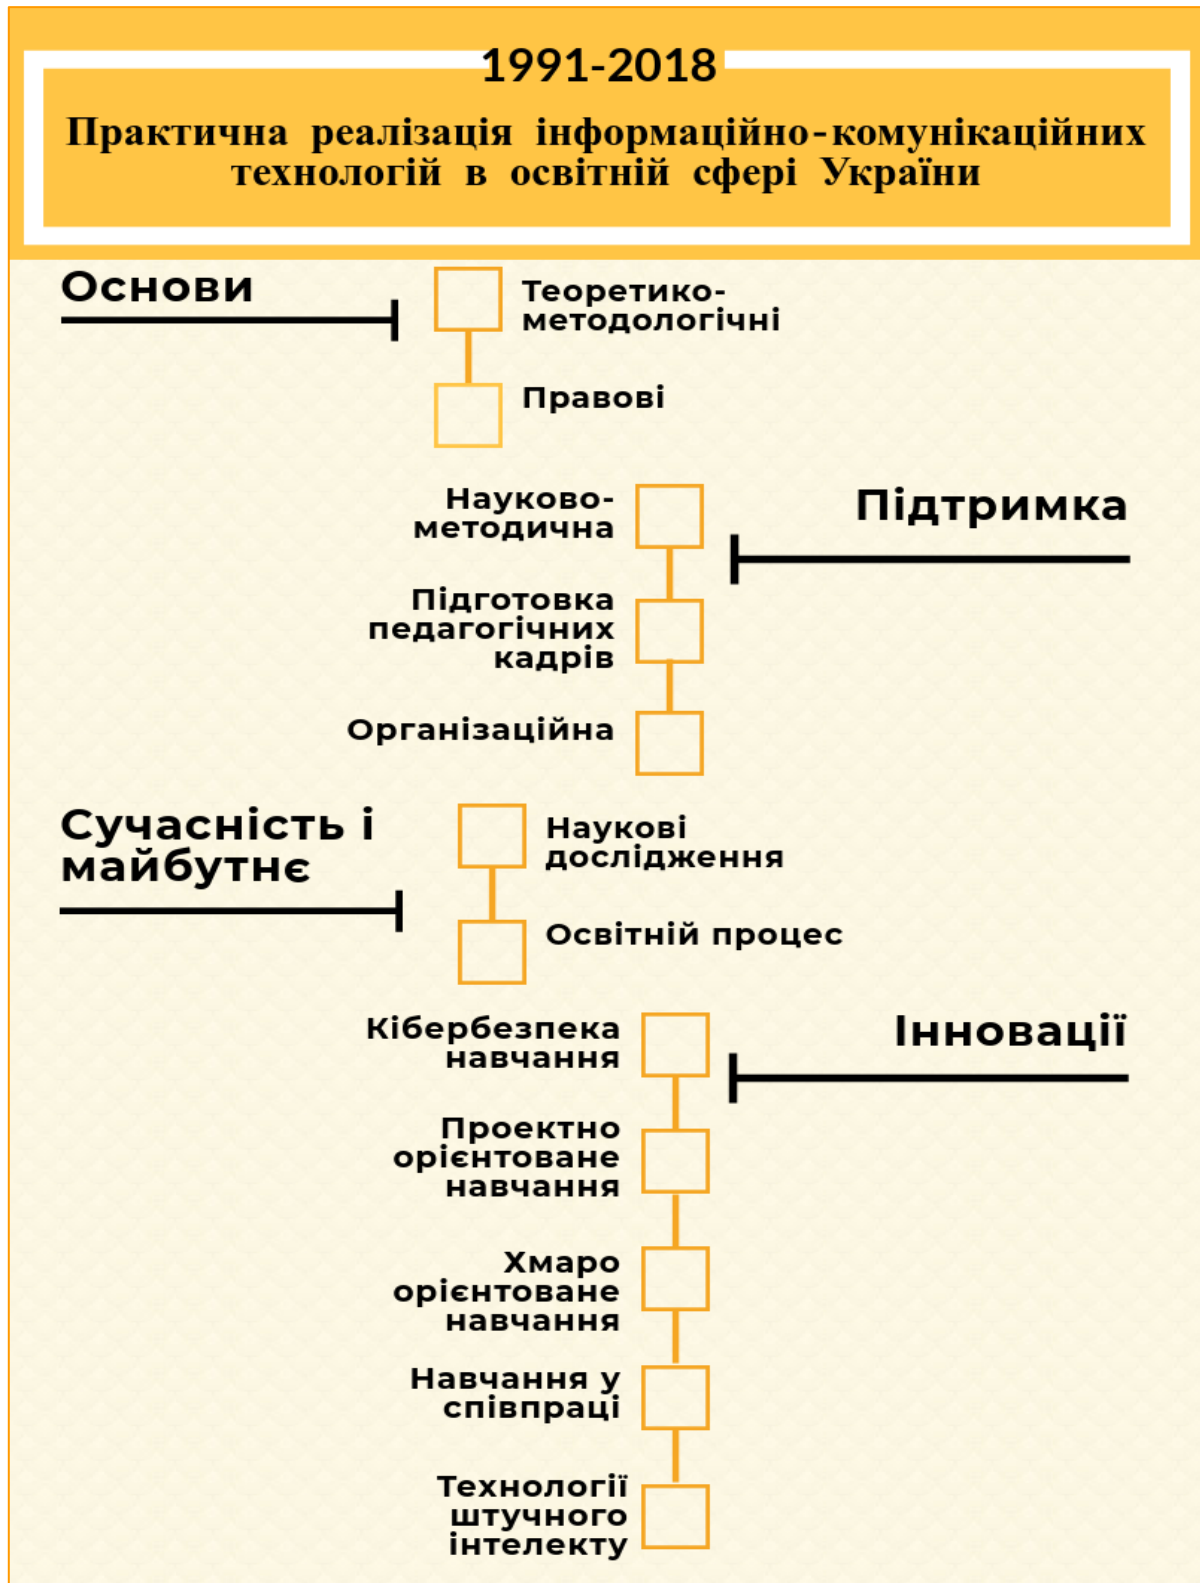 1991-2018
Практична реалізація інформаційно-комунікаційних
технологій в освітній сфері України
Основи
Теоретико-
методологічні
Правові
Підтримка
Науково-
методична
Підготовка
педагогічних
кадрів
Організаційна
Сучасність і
майбутнє
Наукові
дослідження
Освітній процес
Інновації
Кібербезпека
навчання
Проектно
орієнтоване
навчання
Хмаро
орієнтоване
навчання
Навчання у
співпраці
Технології
штучного
інтелекту